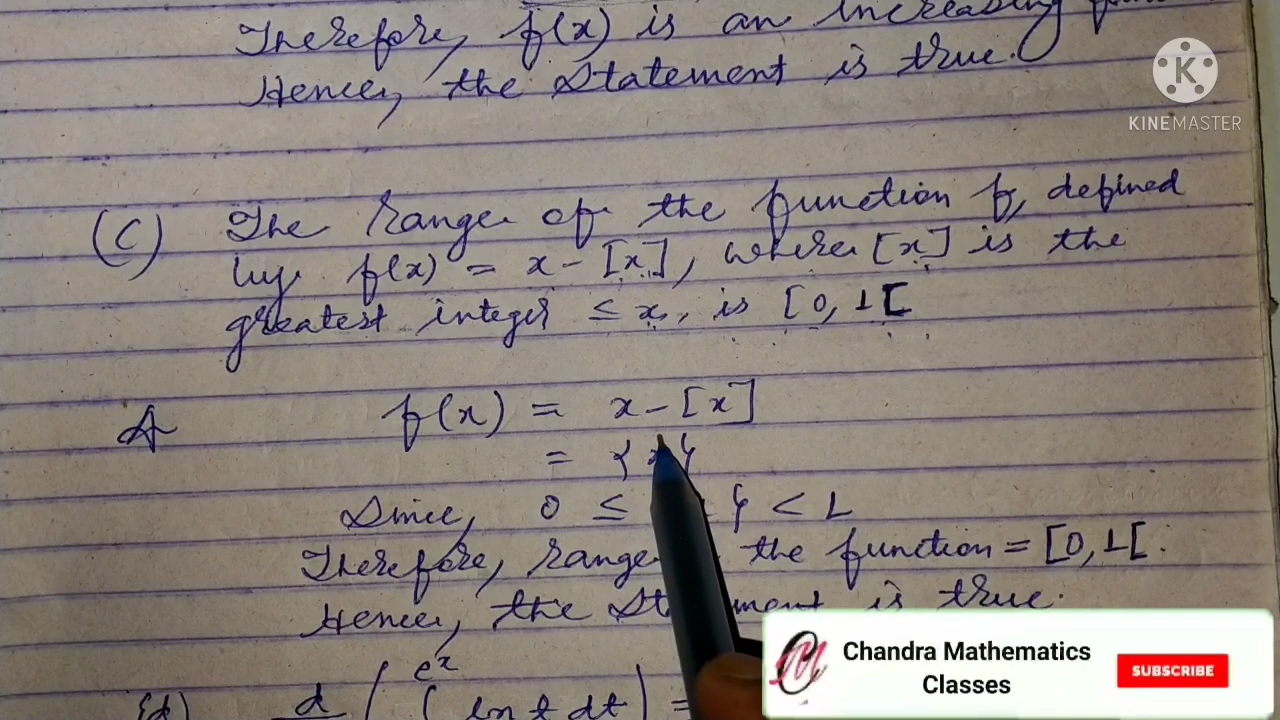 Therefore, f(x) is an increasing
Hence, the Statement is true.
KINEMASTER
(C) The range of the function f, defined
by f(x) = x - [x], where [x] is the
greatest integer ≤ x, is [0, 1[
A f(x) = x - [x]
= {x}
Since, 0 ≤ } < 1
Therefore, range the function = [0, 1[.
Hence, the Statement is true.
Chandra Mathematics
Classes
SUBSCRIBE
(d) d ( e^x
∫ ln t dt ) =